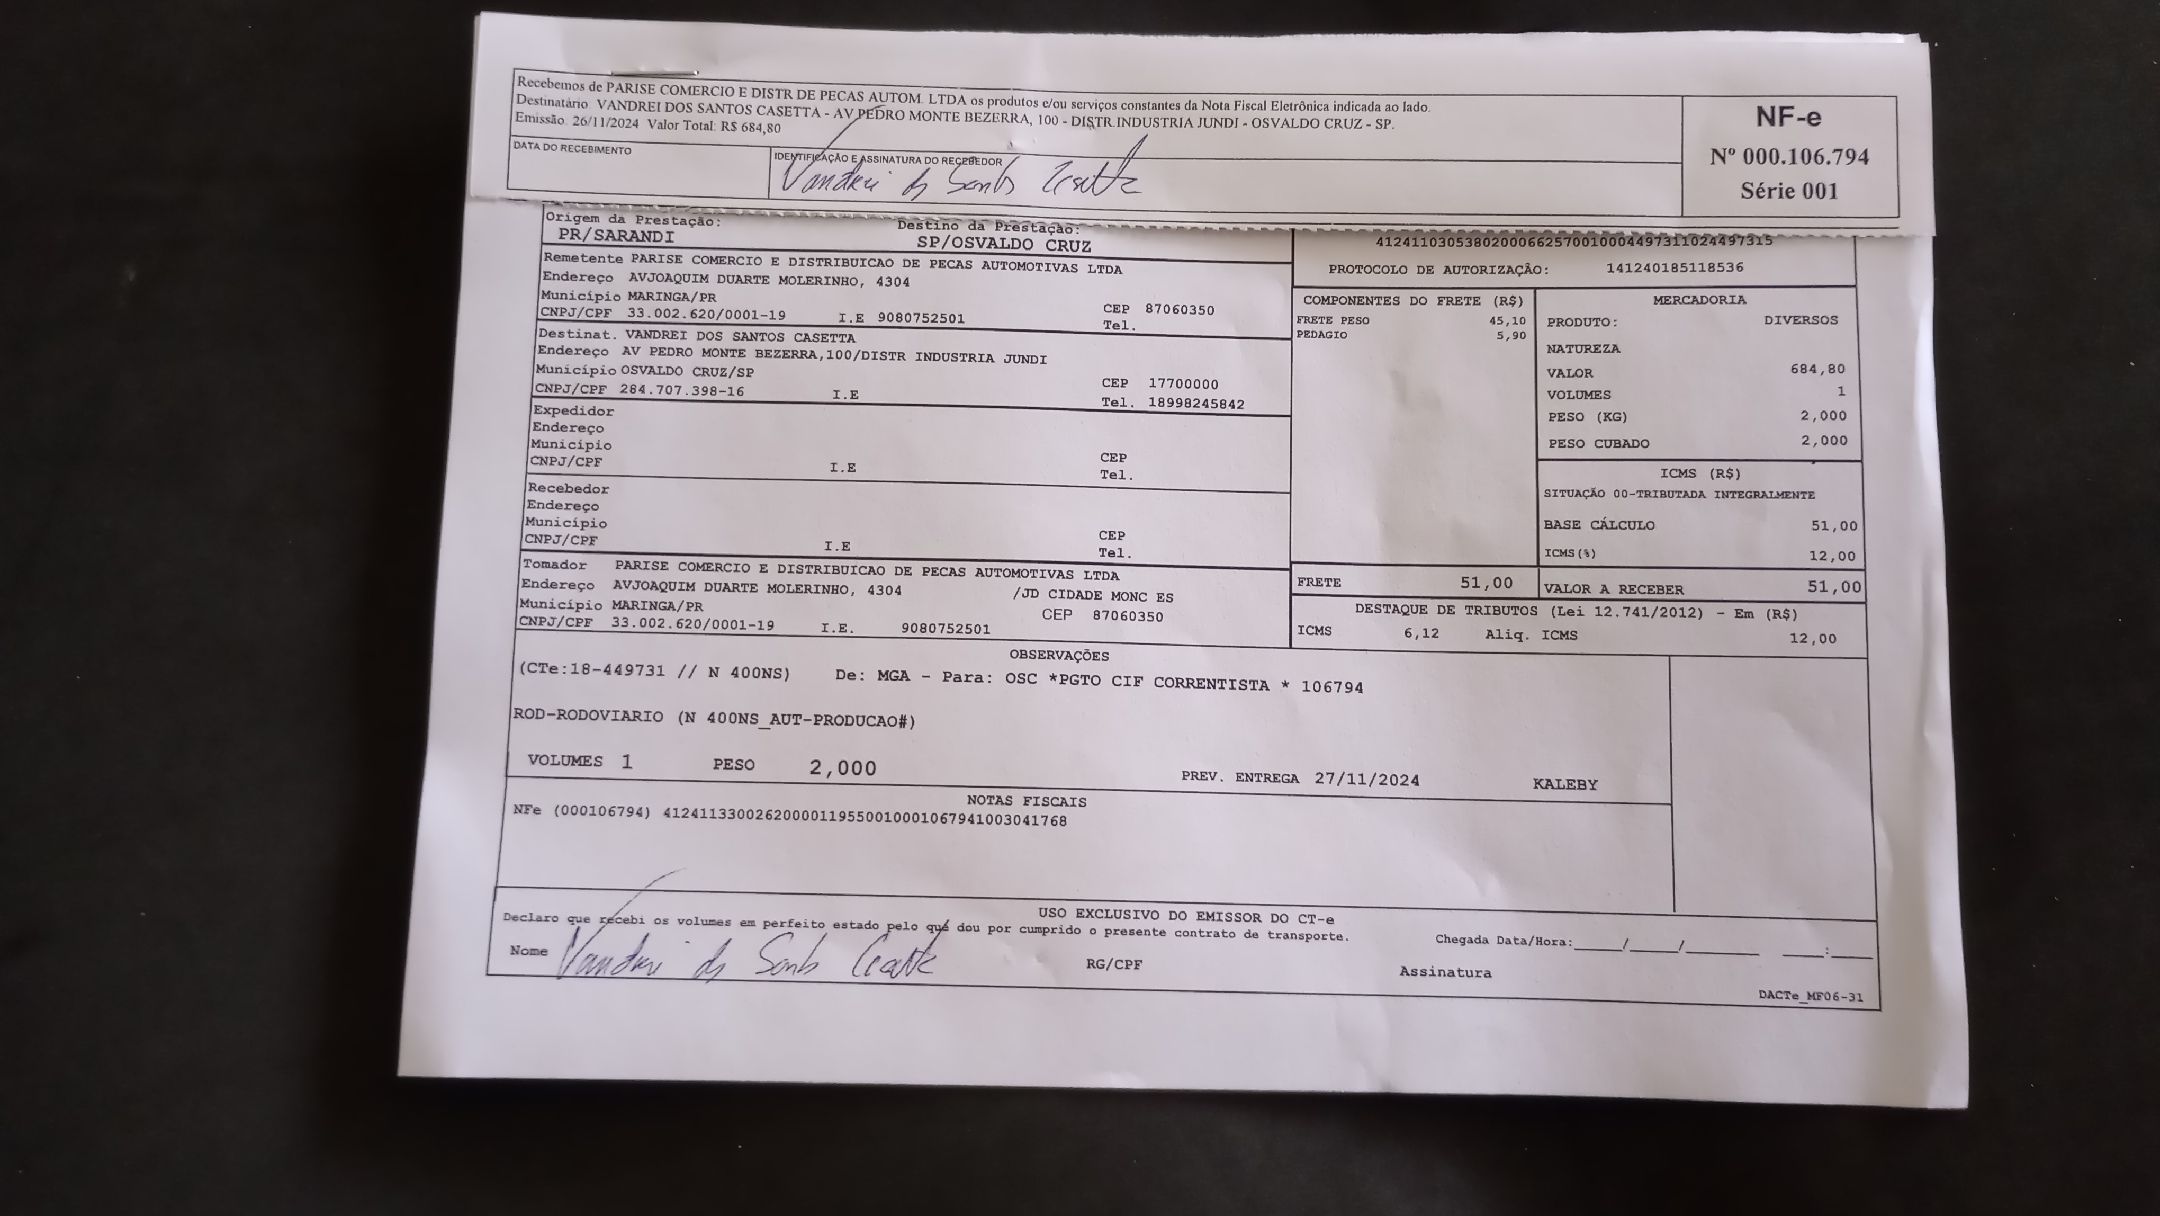 Recebemos de PARISE COMERCIO E DISTR DE PECAS AUTOM. LTDA os produtos e/ou serviços constantes da Nota Fiscal Eletrônica indicada ao lado.
Destinatário: VANDREI DOS SANTOS CASETTA - AV PEDRO MONTE BEZERRA, 100 - DISTR.INDUSTRIA JUNDI - OSVALDO CRUZ - SP.
Emissão: 26/11/2024 Valor Total: R$ 684,80
DATA DO RECEBIMENTO
IDENTIFICAÇÃO E ASSINATURA DO RECEBEDOR
Vandrei ds Santos Casetta
NF-e
Nº 000.106.794
Série 001
Origem da Prestação:
PR/SARANDI
Destino da Prestação:
SP/OSVALDO CRUZ
Remetente PARISE COMERCIO E DISTRIBUICAO DE PECAS AUTOMOTIVAS LTDA
Endereço AVJOAQUIM DUARTE MOLERINHO, 4304
Município MARINGA/PR CEP 87060350
CNPJ/CPF 33.002.620/0001-19 I.E 9080752501 Tel.
Destinat. VANDREI DOS SANTOS CASETTA
Endereço AV PEDRO MONTE BEZERRA,100/DISTR INDUSTRIA JUNDI
Município OSVALDO CRUZ/SP CEP 17700000
CNPJ/CPF 284.707.398-16 I.E Tel. 18998245842
Expedidor
Endereço
Município CEP
CNPJ/CPF I.E Tel.
Recebedor
Endereço
Município CEP
CNPJ/CPF I.E Tel.
Tomador PARISE COMERCIO E DISTRIBUICAO DE PECAS AUTOMOTIVAS LTDA
Endereço AVJOAQUIM DUARTE MOLERINHO, 4304 /JD CIDADE MONC ES
Município MARINGA/PR CEP 87060350
CNPJ/CPF 33.002.620/0001-19 I.E. 9080752501
41241103053802000662570010004497311024497315
PROTOCOLO DE AUTORIZAÇÃO: 141240185118536
COMPONENTES DO FRETE (R$)
FRETE PESO 45,10
PEDAGIO 5,90
MERCADORIA
PRODUTO: DIVERSOS
NATUREZA
VALOR 684,80
VOLUMES 1
PESO (KG) 2,000
PESO CUBADO 2,000
ICMS (R$)
SITUAÇÃO 00-TRIBUTADA INTEGRALMENTE
BASE CÁLCULO 51,00
ICMS(%) 12,00
FRETE 51,00
VALOR A RECEBER 51,00
DESTAQUE DE TRIBUTOS (Lei 12.741/2012) - Em (R$)
ICMS 6,12 Aliq. ICMS 12,00
OBSERVAÇÕES
(CTe:18-449731 // N 400NS) De: MGA - Para: OSC *PGTO CIF CORRENTISTA * 106794
ROD-RODOVIARIO (N 400NS_AUT-PRODUCAO#)
VOLUMES 1 PESO 2,000 PREV. ENTREGA 27/11/2024 KALEBY
NOTAS FISCAIS
NFe (000106794) 41241133002620000119550010001067941003041768
USO EXCLUSIVO DO EMISSOR DO CT-e
Declaro que recebi os volumes em perfeito estado pelo quê dou por cumprido o presente contrato de transporte.
Chegada Data/Hora:____/____/______ ___:___
Nome Vandrei ds Santos Casetta RG/CPF Assinatura
DACTe_MF06-31